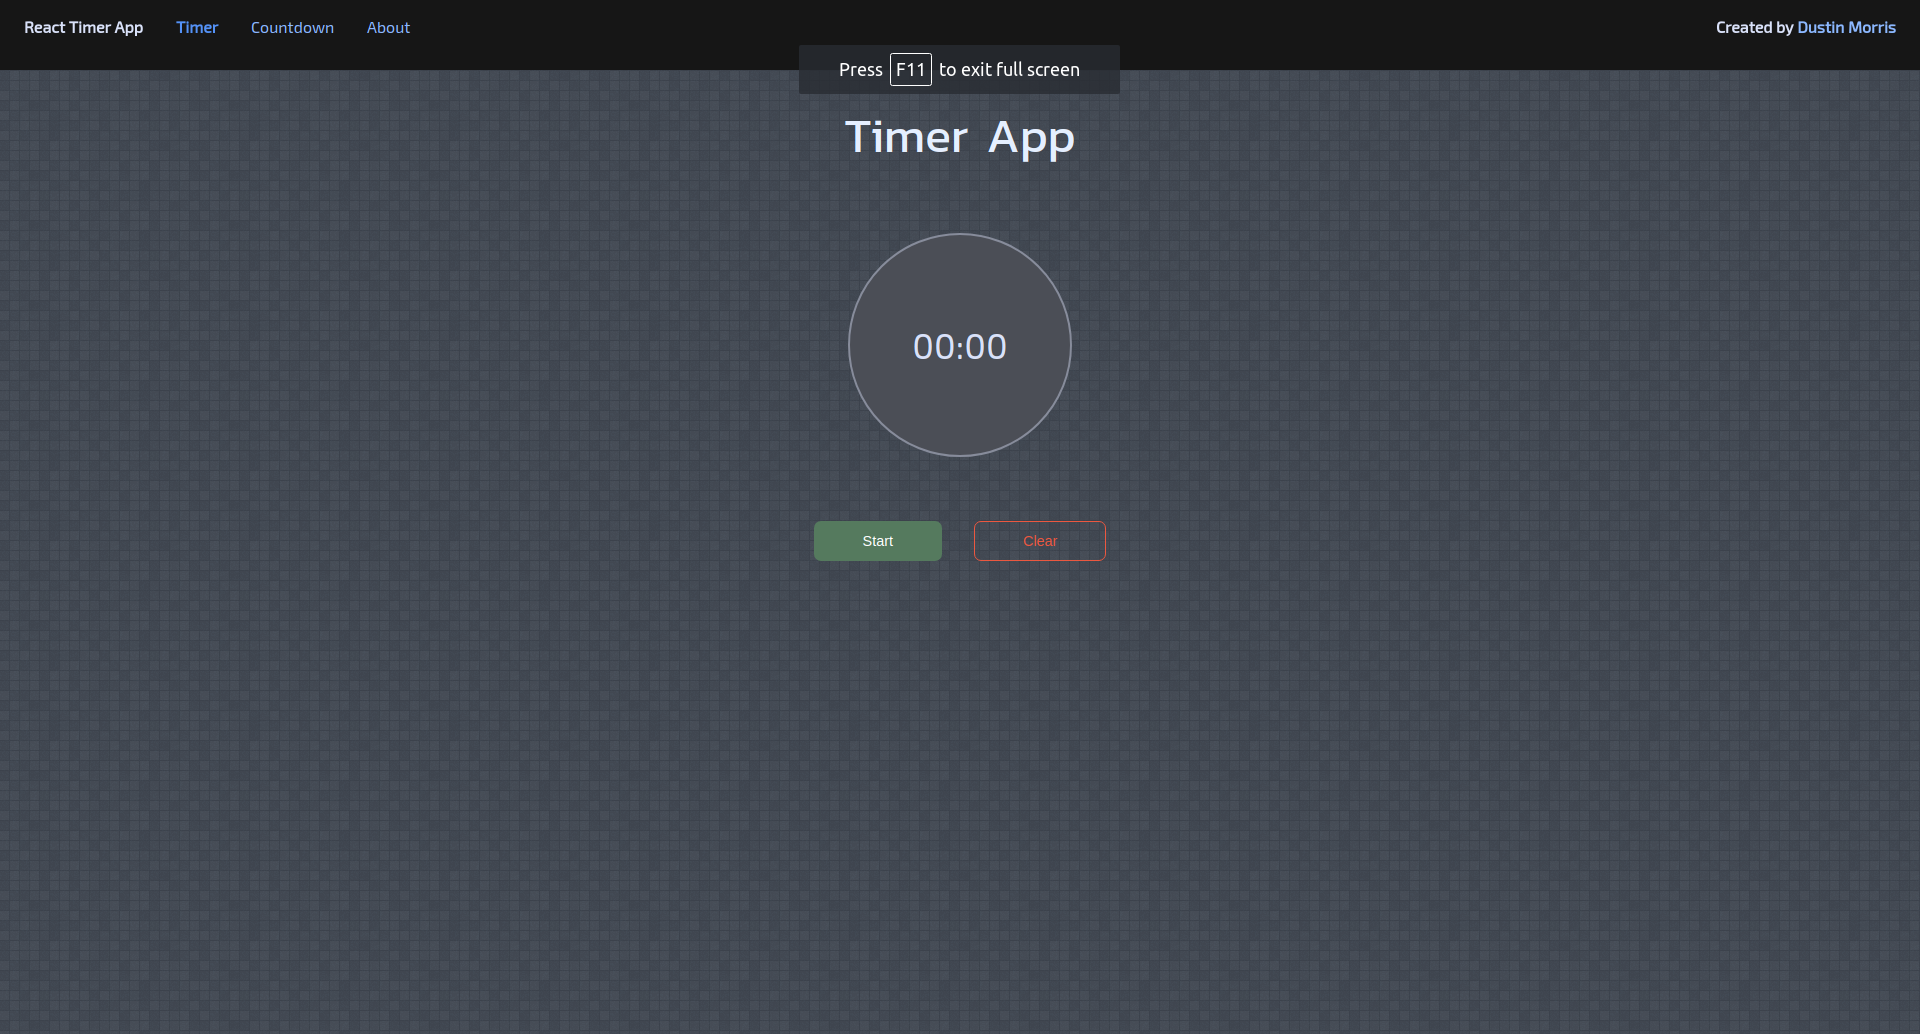 React Timer App Timer Countdown About Created by Dustin Morris
Press F11 to exit full screen
Timer App
00:00
Start Clear